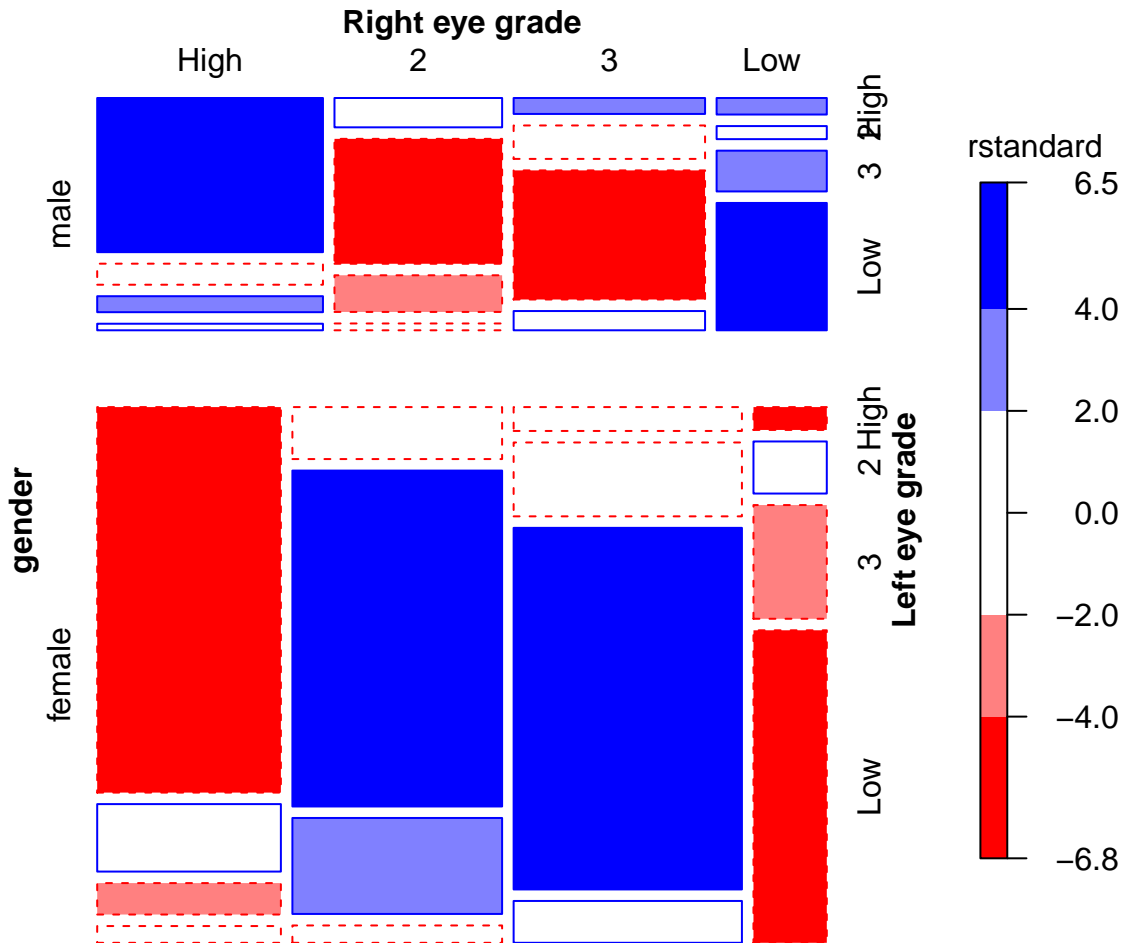 Right eye grade
High 2 3 Low
male
High
2
3
Low
gender
female
High
2
3
Low
Left eye grade
rstandard
6.5
4.0
2.0
0.0
−2.0
−4.0
−6.8